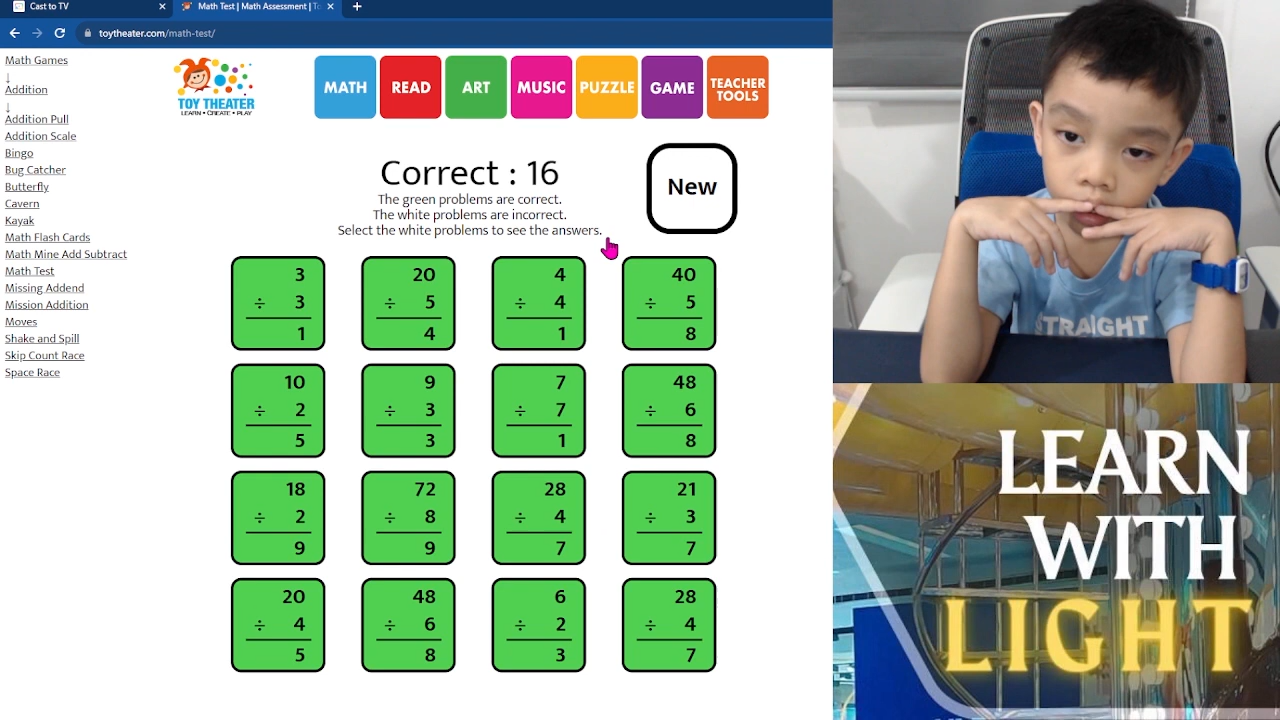 Cast to TV
Math Test | Math Assessment | To
toytheater.com/math-test/
Math Games
↓
Addition
↓
Addition Pull
Addition Scale
Bingo
Bug Catcher
Butterfly
Cavern
Kayak
Math Flash Cards
Math Mine Add Subtract
Math Test
Missing Addend
Mission Addition
Moves
Shake and Spill
Skip Count Race
Space Race
TOY THEATER
LEARN • CREATE • PLAY
MATH
READ
ART
MUSIC
PUZZLE
GAME
TEACHER
TOOLS
Correct : 16
New
The green problems are correct.
The white problems are incorrect.
Select the white problems to see the answers.
3 20 4 40
÷ 3 ÷ 5 ÷ 4 ÷ 5
1 4 1 8
10 9 7 48
÷ 2 ÷ 3 ÷ 7 ÷ 6
5 3 1 8
18 72 28 21
÷ 2 ÷ 8 ÷ 4 ÷ 3
9 9 7 7
20 48 6 28
÷ 4 ÷ 6 ÷ 2 ÷ 4
5 8 3 7
STRAIGHT
LEARN
WITH
LIGHT